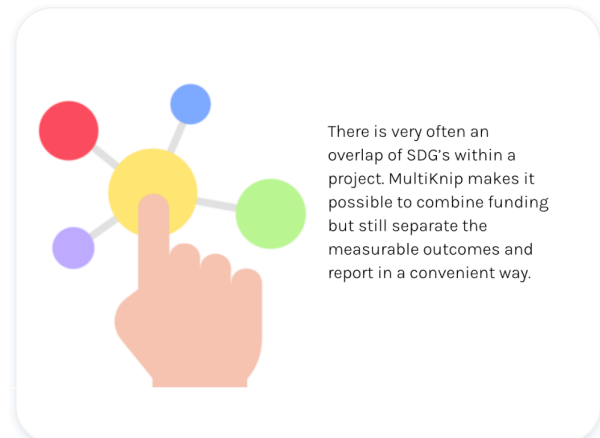 There is very often an
overlap of SDG's within a
project. MultiKnip makes it
possible to combine funding
but still separate the
measurable outcomes and
report in a convenient way.